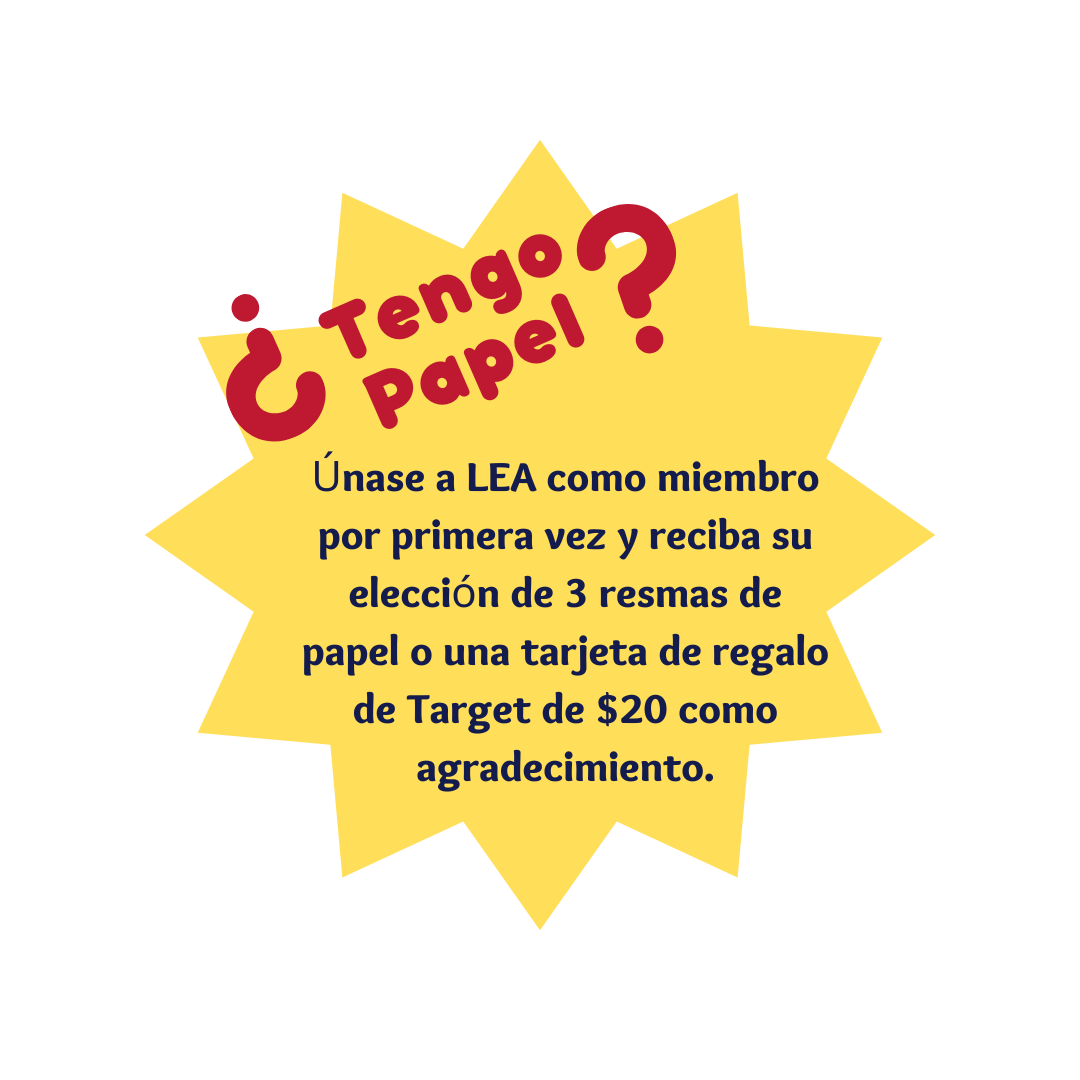 ¿Tengo
Papel?
Únase a LEA como miembro
por primera vez y reciba su
elección de 3 resmas de
papel o una tarjeta de regalo
de Target de $20 como
agradecimiento.